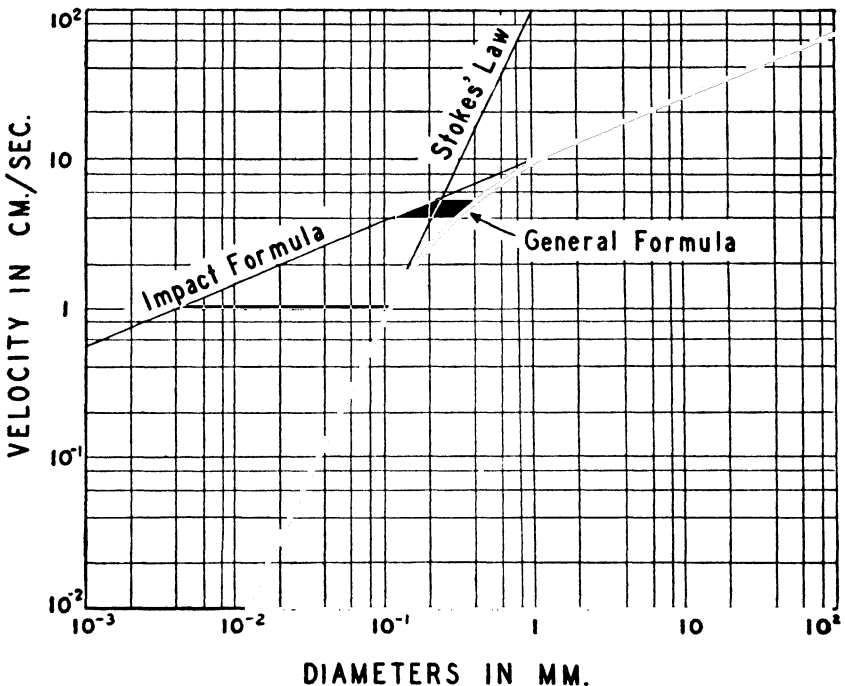 VELOCITY IN CM./SEC.
10²
10
1
10⁻¹
10⁻²
Stokes' Law
Impact Formula
General Formula
10⁻³ 10⁻² 10⁻¹ 1 10 10²
DIAMETERS IN MM.